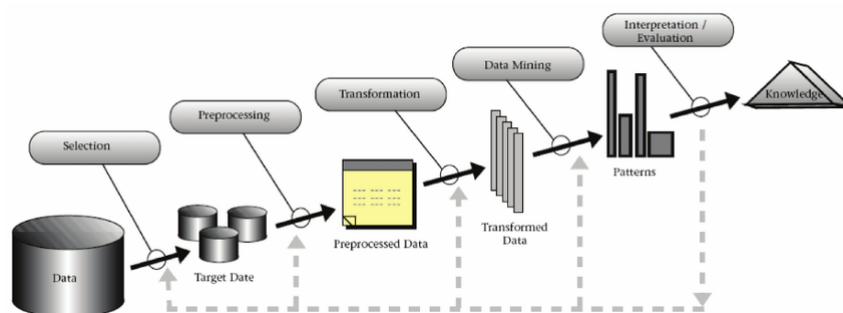 Interpretation /
Evaluation
Data Mining
Transformation
Preprocessing
Selection
Knowledge
Patterns
Transformed
Data
Preprocessed Data
Target Date
Data